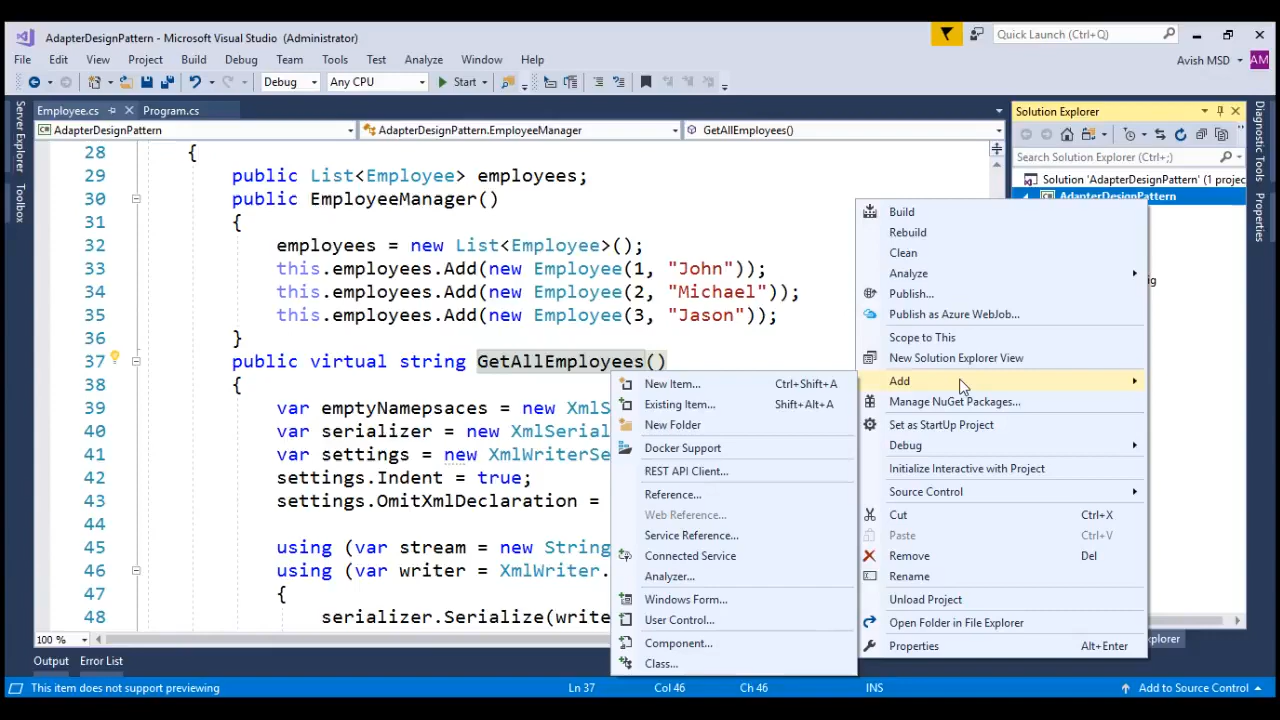 AdapterDesignPattern - Microsoft Visual Studio (Administrator)
Quick Launch (Ctrl+Q)
File Edit View Project Build Debug Team Tools Test Analyze Window Help
Avish MSD AM
Debug Any CPU Start
Employee.cs Program.cs
Solution Explorer
AdapterDesignPattern AdapterDesignPattern.EmployeeManager GetAllEmployees()
Search Solution Explorer (Ctrl+;)
Solution 'AdapterDesignPattern' (1 projec
AdapterDesignPattern
Server Explorer
Toolbox
Diagnostic Tools
Properties
28 {
29 public List<Employee> employees;
30 public EmployeeManager()
31 {
32 employees = new List<Employee>();
33 this.employees.Add(new Employee(1, "John"));
34 this.employees.Add(new Employee(2, "Michael"));
35 this.employees.Add(new Employee(3, "Jason"));
36 }
37 public virtual string GetAllEmployees()
38 {
39 var emptyNamepsaces = new XmlS
40 var serializer = new XmlSerial
41 var settings = new XmlWriterSe
42 settings.Indent = true;
43 settings.OmitXmlDeclaration =
44
45 using (var stream = new String
46 using (var writer = XmlWriter.
47 {
48 serializer.Serialize(write
Build
Rebuild
Clean
Analyze
Publish...
Publish as Azure WebJob...
Scope to This
New Solution Explorer View
Add
Manage NuGet Packages...
Set as StartUp Project
Debug
Initialize Interactive with Project
Source Control
Cut Ctrl+X
Paste Ctrl+V
Remove Del
Rename
Unload Project
Open Folder in File Explorer
Properties Alt+Enter
New Item... Ctrl+Shift+A
Existing Item... Shift+Alt+A
New Folder
Docker Support
REST API Client...
Reference...
Web Reference...
Service Reference...
Connected Service
Analyzer...
Windows Form...
User Control...
Component...
Class...
ig
xplorer
100 %
Output Error List
This item does not support previewing Ln 37 Col 46 Ch 46 INS Add to Source Control